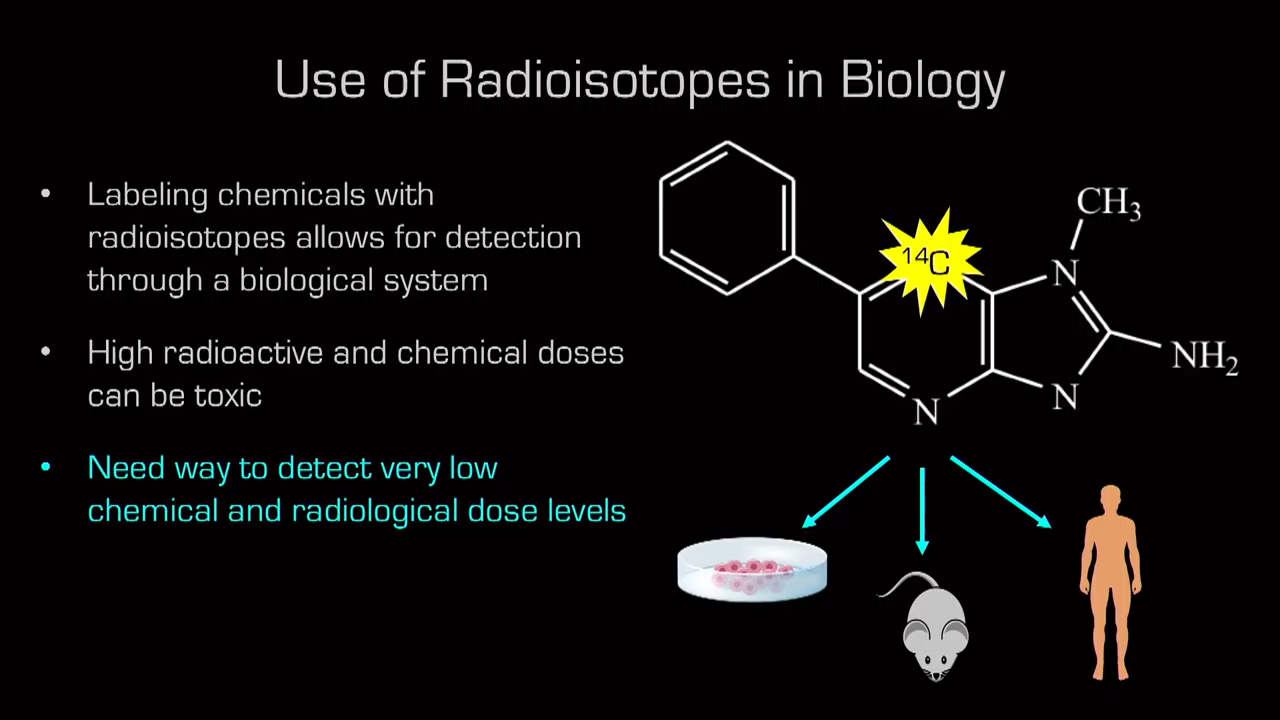 Use of Radioisotopes in Biology
• Labeling chemicals with
radioisotopes allows for detection
through a biological system
• High radioactive and chemical doses
can be toxic
• Need way to detect very low
chemical and radiological dose levels
CH₃
¹⁴C
N
NH₂
N
N